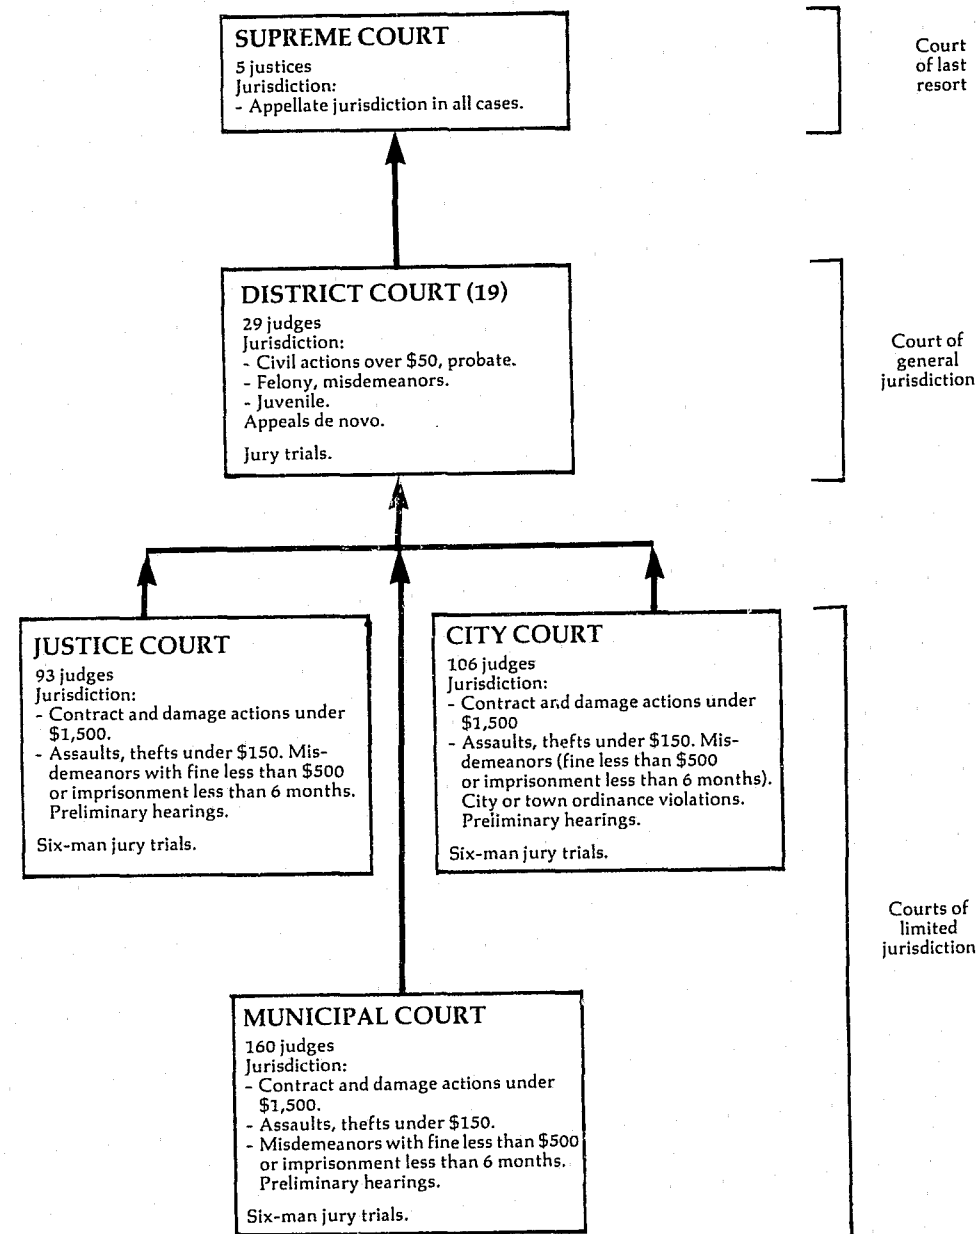 SUPREME COURT
5 justices
Jurisdiction:
- Appellate jurisdiction in all cases.
Court
of last
resort
DISTRICT COURT (19)
29 judges
Jurisdiction:
- Civil actions over $50, probate.
- Felony, misdemeanors.
- Juvenile.
Appeals de novo.
Jury trials.
Court of
general
jurisdiction
JUSTICE COURT
93 judges
Jurisdiction:
- Contract and damage actions under
$1,500.
- Assaults, thefts under $150. Mis-
demeanors with fine less than $500
or imprisonment less than 6 months.
Preliminary hearings.
Six-man jury trials.
CITY COURT
106 judges
Jurisdiction:
- Contract and damage actions under
$1,500
- Assaults, thefts under $150. Mis-
demeanors (fine less than $500
or imprisonment less than 6 months).
City or town ordinance violations.
Preliminary hearings.
Six-man jury trials.
Courts of
limited
jurisdiction
MUNICIPAL COURT
160 judges
Jurisdiction:
- Contract and damage actions under
$1,500.
- Assaults, thefts under $150.
- Misdemeanors with fine less than $500
or imprisonment less than 6 months.
Preliminary hearings.
Six-man jury trials.